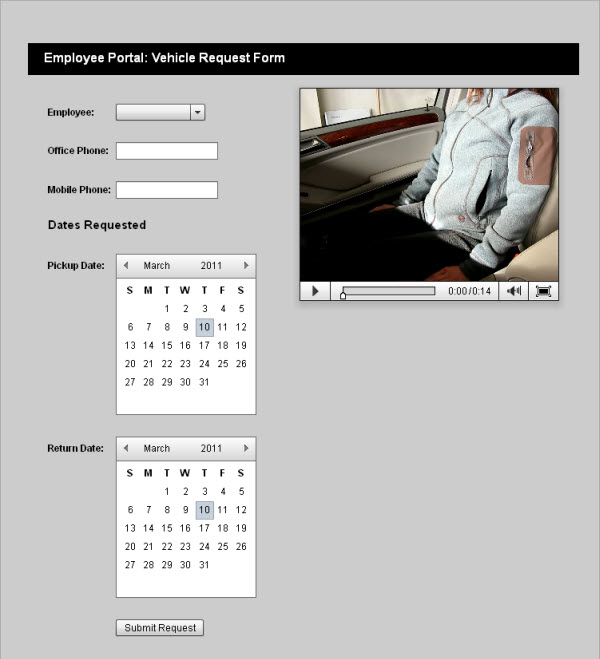 Employee Portal: Vehicle Request Form
Employee:
Office Phone:
Mobile Phone:
Dates Requested
Pickup Date:
March 2011
S M T W T F S
1 2 3 4 5
6 7 8 9 10 11 12
13 14 15 16 17 18 19
20 21 22 23 24 25 26
27 28 29 30 31
0:00/0:14
Return Date:
March 2011
S M T W T F S
1 2 3 4 5
6 7 8 9 10 11 12
13 14 15 16 17 18 19
20 21 22 23 24 25 26
27 28 29 30 31
Submit Request